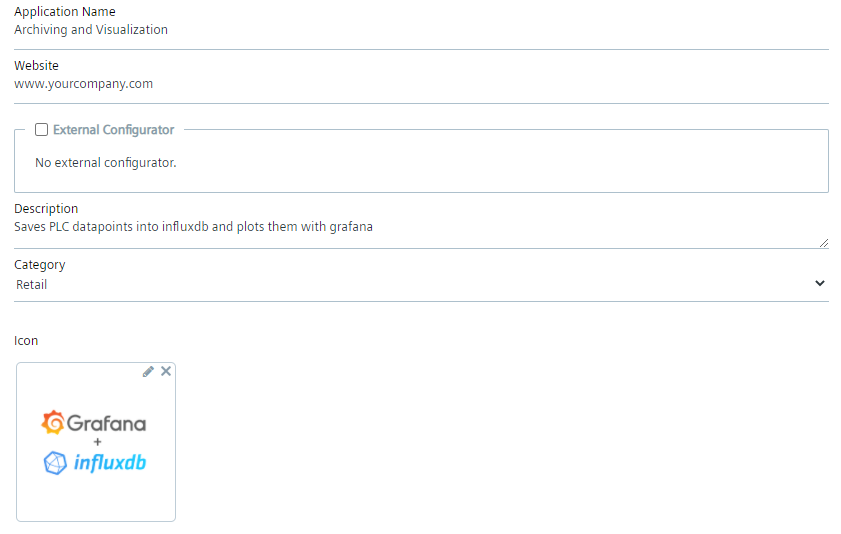 Application Name
Archiving and Visualization
Website
www.yourcompany.com
External Configurator
No external configurator.
Description
Saves PLC datapoints into influxdb and plots them with grafana
Category
Retail
Icon
Grafana
+
influxdb